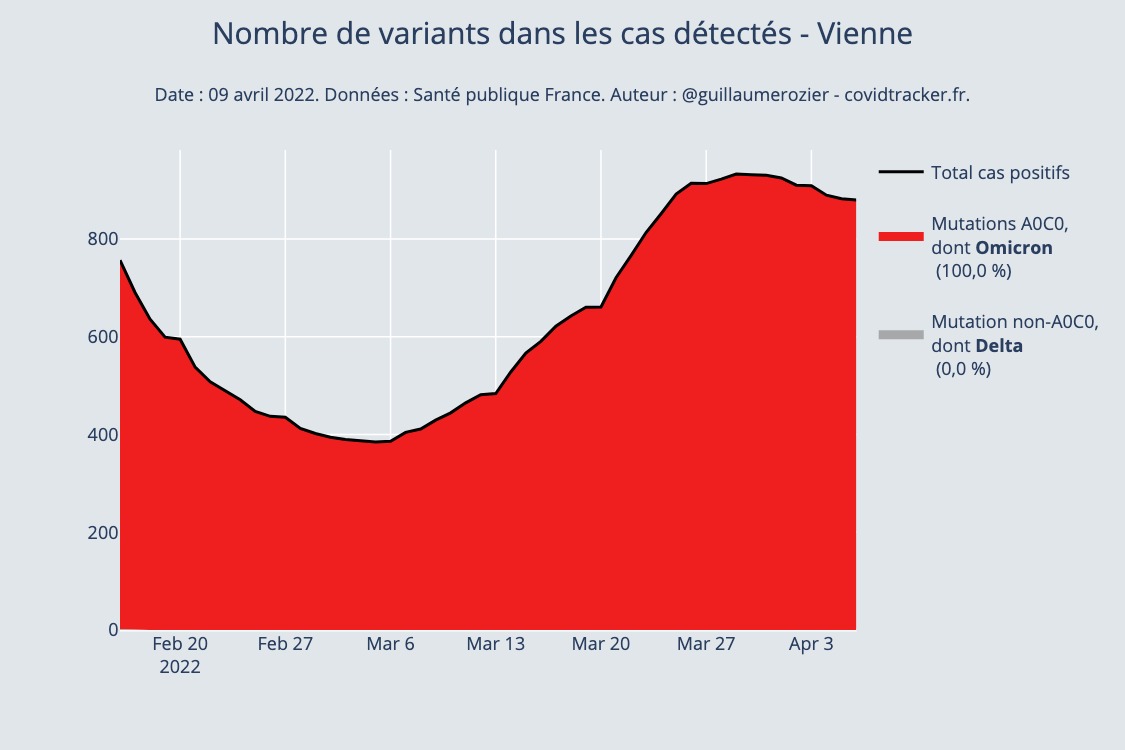 Nombre de variants dans les cas détectés - Vienne
Date : 09 avril 2022. Données : Santé publique France. Auteur : @guillaumerozier - covidtracker.fr.
Total cas positifs
Mutations A0C0,
dont Omicron
(100,0 %)
Mutation non-A0C0,
dont Delta
(0,0 %)
800
600
400
200
0
Feb 20
2022
Feb 27
Mar 6
Mar 13
Mar 20
Mar 27
Apr 3